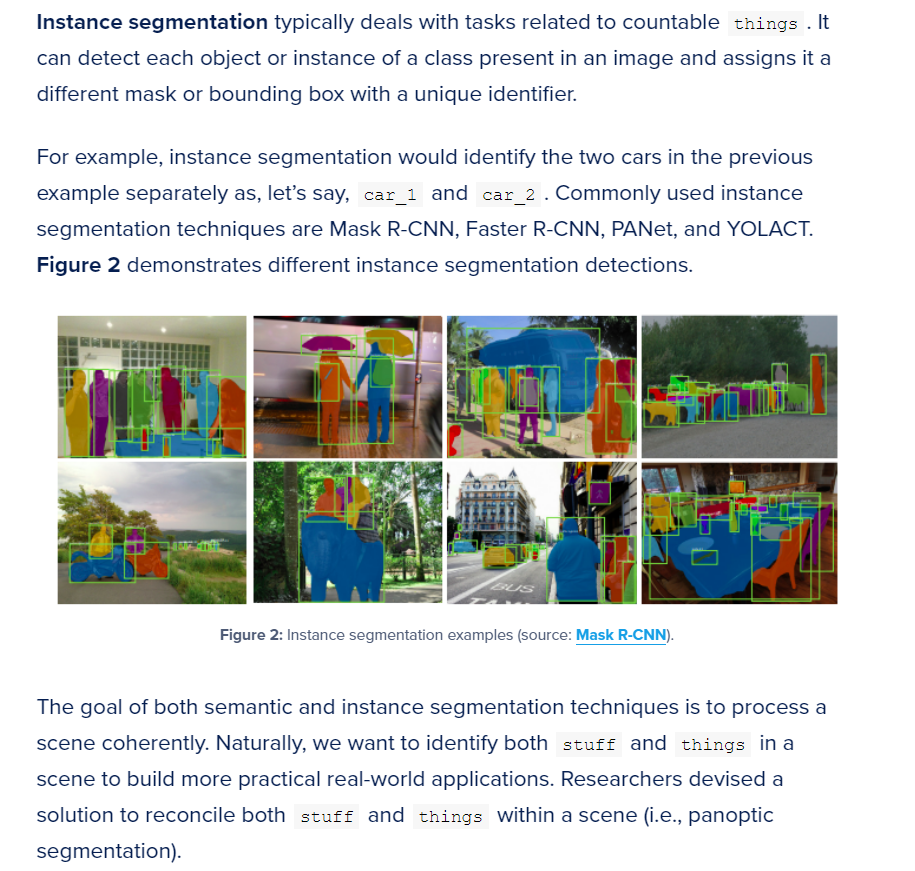 Instance segmentation typically deals with tasks related to countable things . It
can detect each object or instance of a class present in an image and assigns it a
different mask or bounding box with a unique identifier.
For example, instance segmentation would identify the two cars in the previous
example separately as, let’s say, car_1 and car_2 . Commonly used instance
segmentation techniques are Mask R-CNN, Faster R-CNN, PANet, and YOLACT.
Figure 2 demonstrates different instance segmentation detections.
BUS
TAXI
Figure 2: Instance segmentation examples (source: Mask R-CNN).
The goal of both semantic and instance segmentation techniques is to process a
scene coherently. Naturally, we want to identify both stuff and things in a
scene to build more practical real-world applications. Researchers devised a
solution to reconcile both stuff and things within a scene (i.e., panoptic
segmentation).